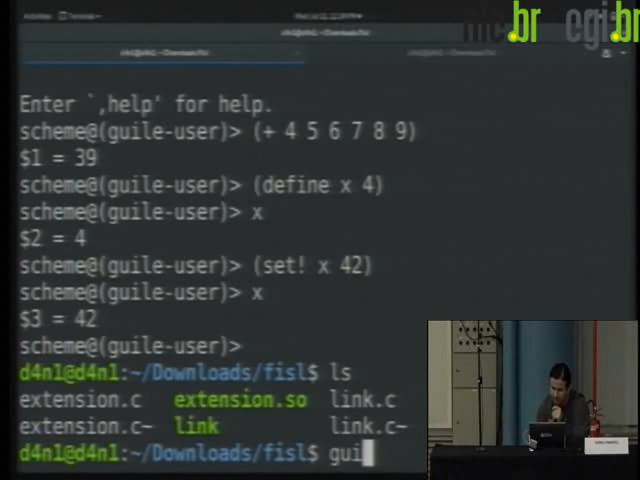 nic.br cgi.br
Enter `,help' for help.
scheme@(guile-user)> (+ 4 5 6 7 8 9)
$1 = 39
scheme@(guile-user)> (define x 4)
scheme@(guile-user)> x
$2 = 4
scheme@(guile-user)> (set! x 42)
scheme@(guile-user)> x
$3 = 42
scheme@(guile-user)>
d4n1@d4n1:~/Downloads/fisl$ ls
extension.c extension.so link.c
extension.c~ link link.c~
d4n1@d4n1:~/Downloads/fisl$ gui